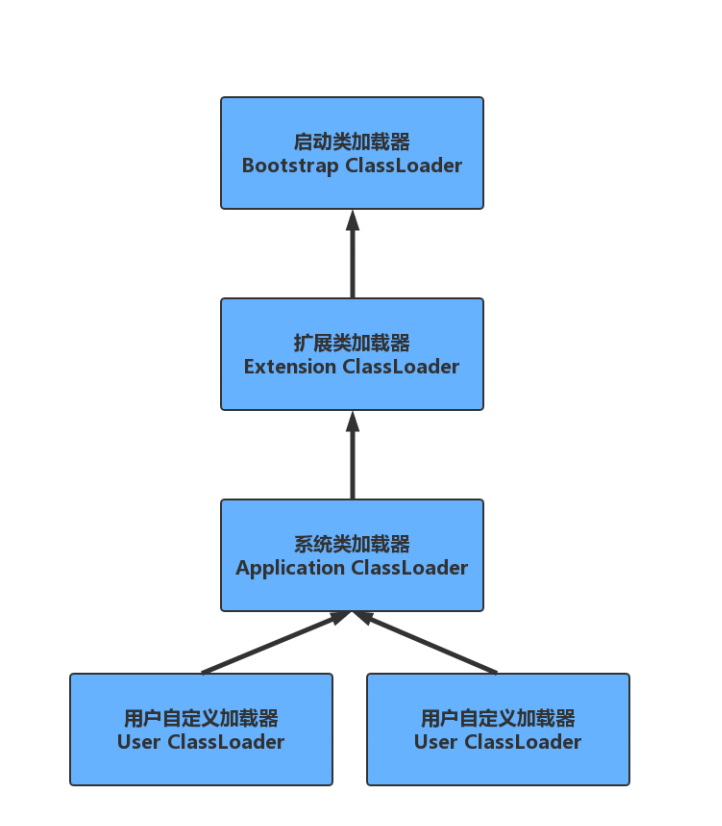 启动类加载器
Bootstrap ClassLoader
扩展类加载器
Extension ClassLoader
系统类加载器
Application ClassLoader
用户自定义加载器
User ClassLoader
用户自定义加载器
User ClassLoader